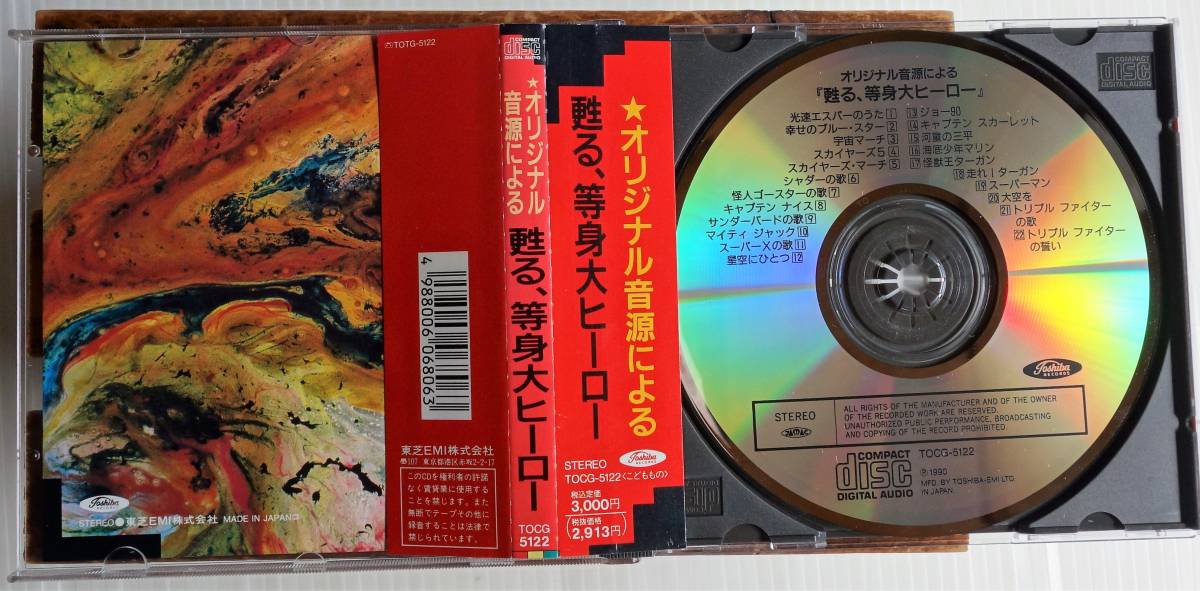 Toshiba
RECORDS
STEREO●東芝EMI株式会社 MADE IN JAPAN
TOTG-5122
4988006068063
東芝EMI株式会社
〒107 東京都港区赤坂2-2-17
このCDを権利者の許諾
なく賃貸業に使用する
ことを禁じます。また
無断でテープその他に
録音することは法律で
禁じられています。
COMPACT
disc
DIGITAL AUDIO
★オリジナル
音源による
甦る、等身大ヒーロー
TOCG
5122
COMPACT
disc
DIGITAL AUDIO
★オリジナル音源による
甦る、等身大ヒーロー
STEREO
Toshiba
RECORDS
TOCG-5122<こどももの>
税込定価
3,000円
(税抜価格)
2,913円
オリジナル音源による
『甦る、等身大ヒーロー』
光速エスパーのうた 1
幸せのブルー・スター 2
宇宙マーチ 3
スカイヤーズ5 4
スカイヤーズ・マーチ 5
シャダーの歌 6
怪人ゴースターの歌 7
キャプテン ナイス 8
サンダーバードの歌 9
マイティ ジャック 10
スーパーXの歌 11
星空にひとつ 12
13 ジョー90
14 キャプテン スカーレット
15 河童の三平
16 海底少年マリン
17 怪獣王ターガン
18 走れ!ターガン
19 スーパーマン
20 大空を
21 トリプル ファイター
の歌
22 トリプル ファイター
の誓い
Toshiba
RECORDS
STEREO
JASRAC
ALL RIGHTS OF THE MANUFACTURER AND OF THE OWNER
OF THE RECORDED WORK ARE RESERVED.
UNAUTHORIZED PUBLIC PERFORMANCE, BROADCASTING
AND COPYING OF THE RECORD PROHIBITED.
COMPACT
disc
DIGITAL AUDIO
TOCG-5122
Ⓟ1990
MFD. BY TOSHIBA-EMI LTD.
IN JAPAN.
COMPACT
disc
DIGITAL AUDIO